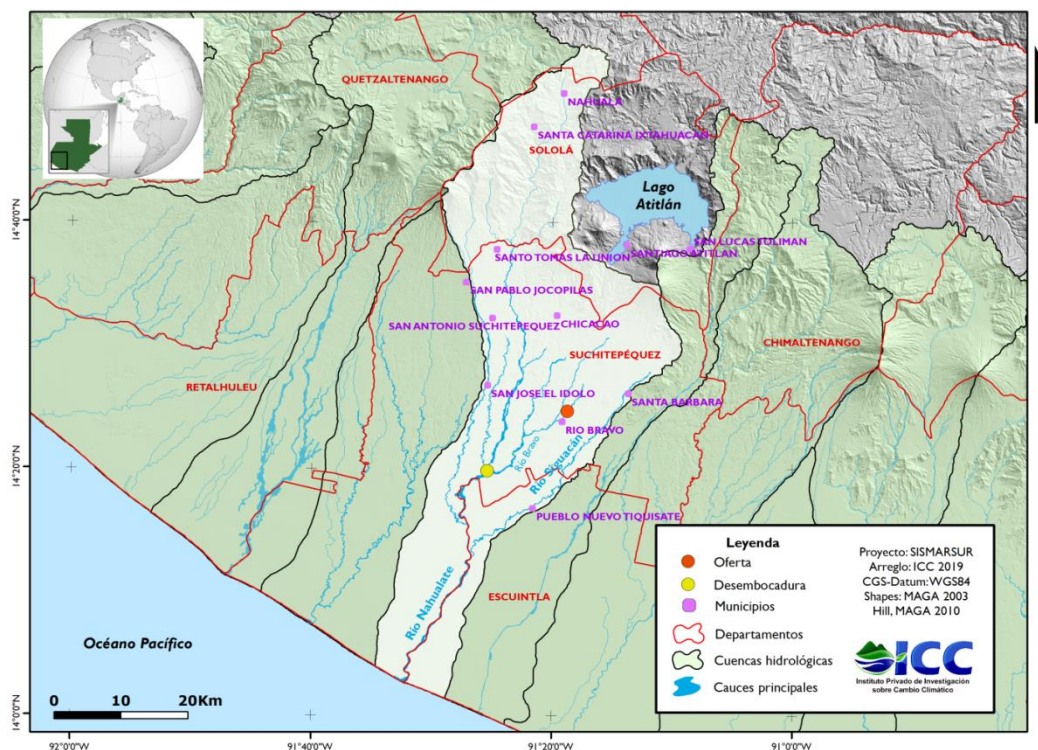 QUETZALTENANGO
NAHUALA
SANTA CATARINA IXTAHUACAN
SOLOLÁ
Lago
Atitlán
14°40'0"N
SAN LUCAS TOLIMAN
SANTO TOMAS LA UNION
SANTIAGO ATITLAN
SAN PABLO JOCOPILAS
SAN ANTONIO SUCHITEPEQUEZ
CHICACAO
CHIMALTENANGO
SUCHITEPÉQUEZ
RETALHULEU
SAN JOSE EL IDOLO
SANTA BARBARA
RIO BRAVO
Río Bravo
Río Siguacán
14°20'0"N
PUEBLO NUEVO TIQUISATE
Río Nahualate
ESCUINTLA
Océano Pacífico
0 10 20Km
14°0'0"N
92°0'0"W 91°40'0"W 91°20'0"W 91°0'0"W
Leyenda
Oferta
Desembocadura
Municipios
Departamentos
Cuencas hidrológicas
Cauces principales
Proyecto: SISMARSUR
Arreglo: ICC 2019
CGS-Datum: WGS84
Shapes: MAGA 2003
Hill, MAGA 2010
ICC
Instituto Privado de Investigación
sobre Cambio Climático